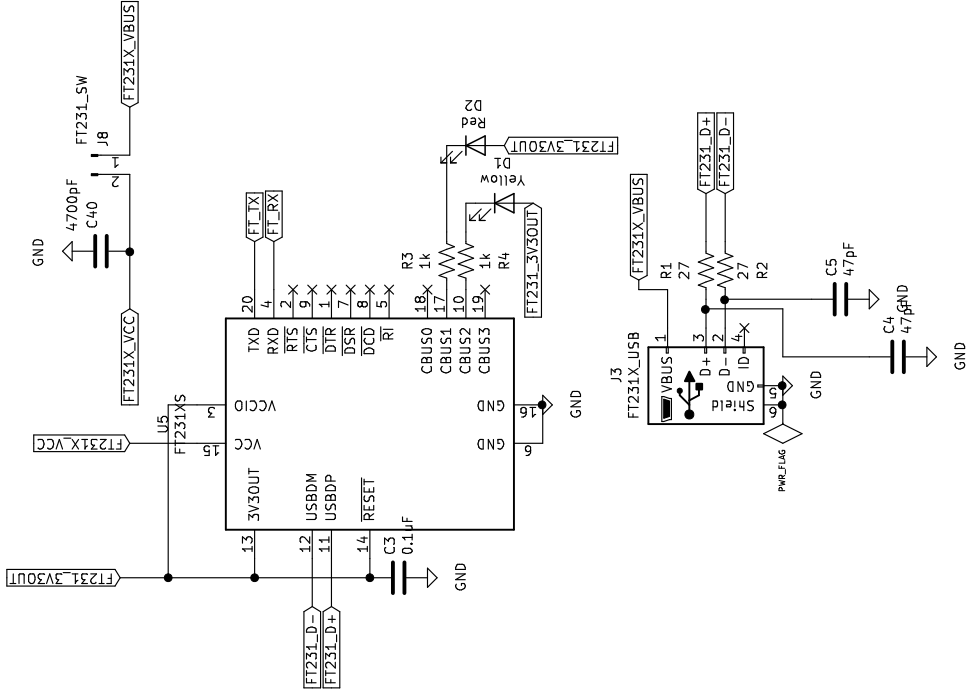 FT231X_VBUS
FT231_SW
J8
1
2
4700pF
C40
GND
FT231X_VCC
FT_TX
FT_RX
20
4
2
9
1
7
8
5
18
17
10
19
TXD
RXD
RTS
CTS
DTR
DSR
DCD
RI
CBUS0
CBUS1
CBUS2
CBUS3
R3
1k
1k
R4
D2
Red
FT231_3V3OUT
D1
Yellow
FT231_3V3OUT
U5
FT231XS
3
VCCIO
15
VCC
FT231X_VCC
GND
16
GND
GND
6
3V3OUT
USBDM
USBDP
RESET
13
12
11
14
FT231_3V3OUT
C3
0.1uF
GND
FT231_D-
FT231_D+
FT231X_VBUS
FT231_D+
FT231_D-
R1
27
27
R2
C5
47pF
GND
C4
47pF
GND
J3
FT231X_USB
1
3
2
4
VBUS
D+
D-
ID
GND
5
Shield
6
GND
PWR_FLAG